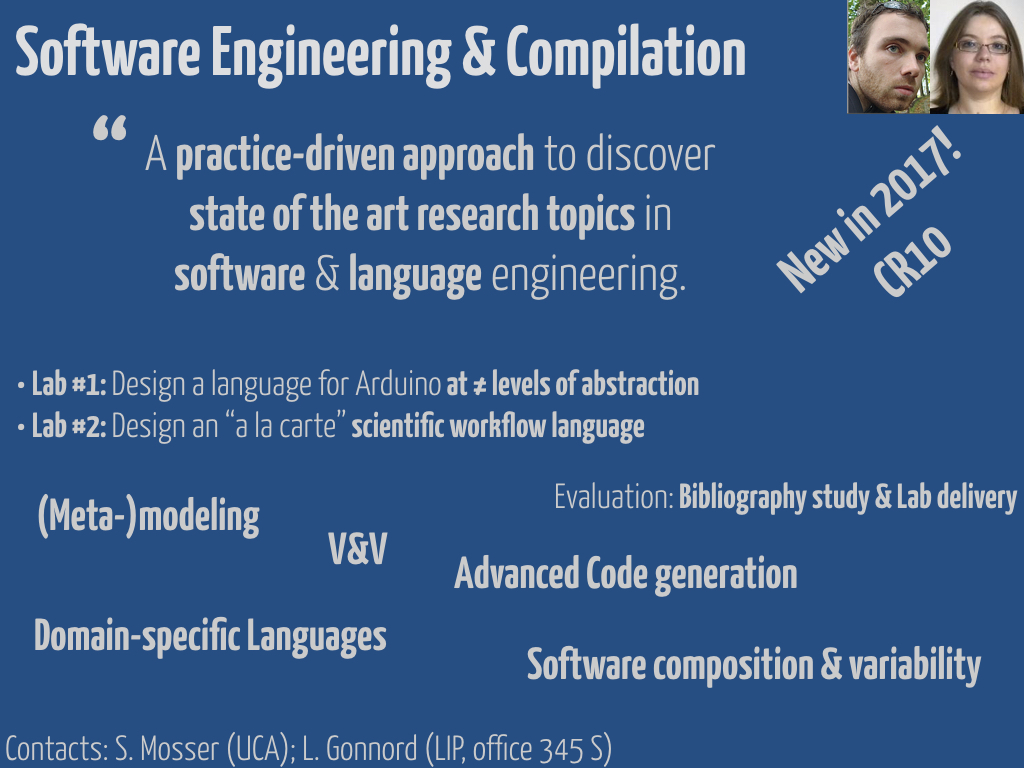 Software Engineering & Compilation
“ A practice-driven approach to discover
state of the art research topics in
software & language engineering.
New in 2017!
CR10
• Lab #1: Design a language for Arduino at ≠ levels of abstraction
• Lab #2: Design an “a la carte” scientific workflow language
Evaluation: Bibliography study & Lab delivery
(Meta-)modeling
V&V
Advanced Code generation
Domain-specific Languages
Software composition & variability
Contacts: S. Mosser (UCA); L. Gonnord (LIP, office 345 S)